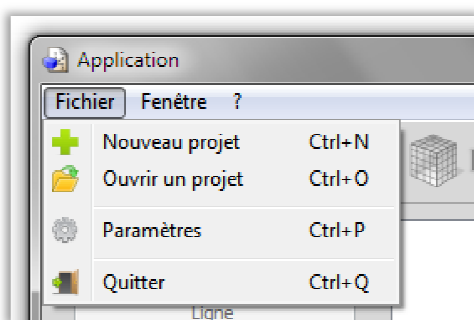 Application
Fichier Fenêtre ?
Nouveau projet Ctrl+N
Ouvrir un projet Ctrl+O
Paramètres Ctrl+P
Quitter Ctrl+Q
Ligne